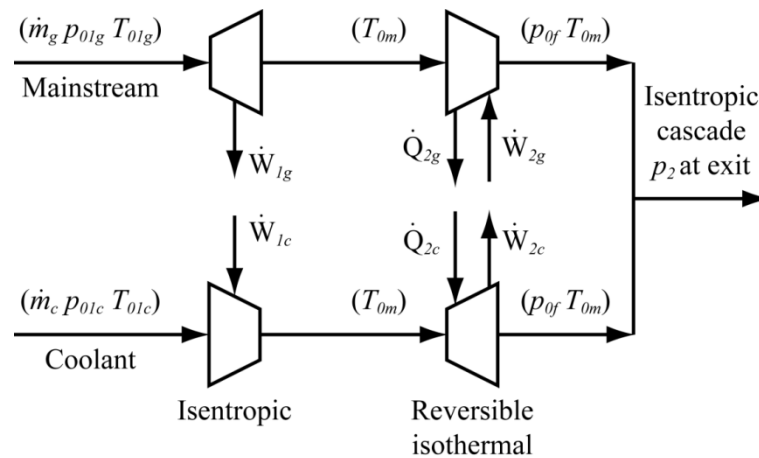 (ṁg p01g T01g)
(T0m)
(p0f T0m)
Mainstream
Isentropic
cascade
p2 at exit
Ẇ1g
Q̇2g
Ẇ2g
Ẇ1c
Q̇2c
Ẇ2c
(ṁc p01c T01c)
(T0m)
(p0f T0m)
Coolant
Isentropic
Reversible
isothermal